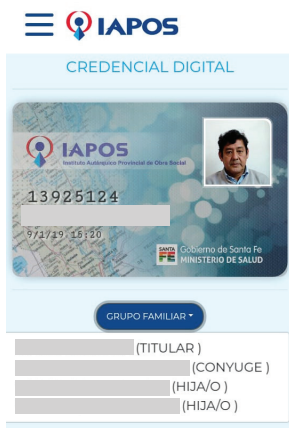 IAPOS
CREDENCIAL DIGITAL
IAPOS
Instituto Autárquico Provincial de Obra Social
13925124
9/1/19 15:20
SANTA FE
Gobierno de Santa Fe
MINISTERIO DE SALUD
GRUPO FAMILIAR
(TITULAR )
(CONYUGE )
(HIJA/O )
(HIJA/O )